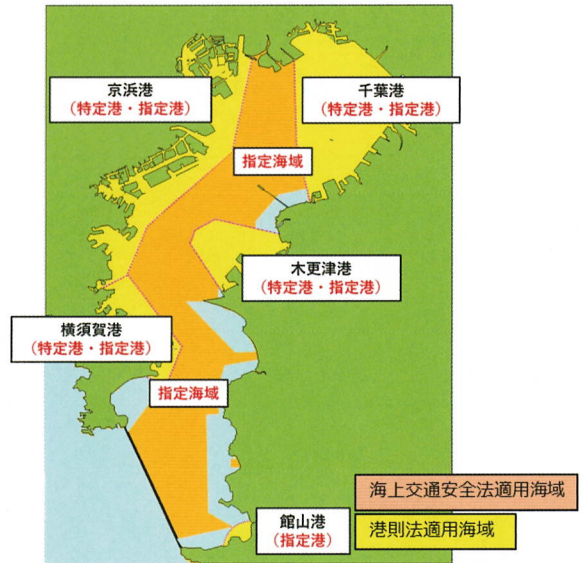 京浜港
(特定港・指定港)
千葉港
(特定港・指定港)
指定海域
木更津港
(特定港・指定港)
横須賀港
(特定港・指定港)
指定海域
館山港
(指定港)
海上交通安全法適用海域
港則法適用海域